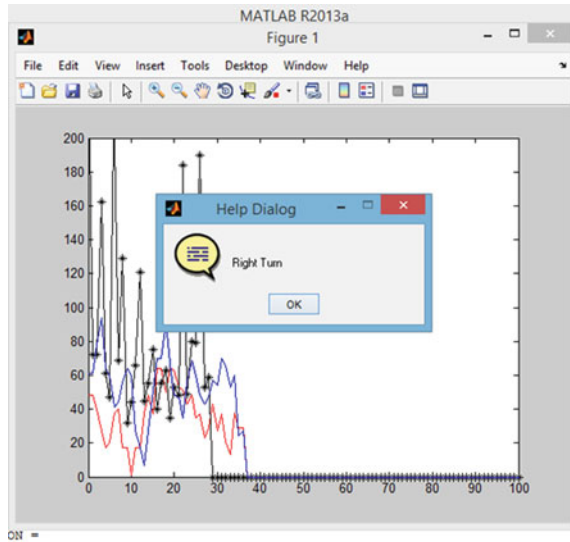 MATLAB R2013a
Figure 1
File Edit View Insert Tools Desktop Window Help
200
180
160
140
120
100
80
60
40
20
0
Help Dialog
Right Turn
OK
0 10 20 30 40 50 60 70 80 90 100
ON =